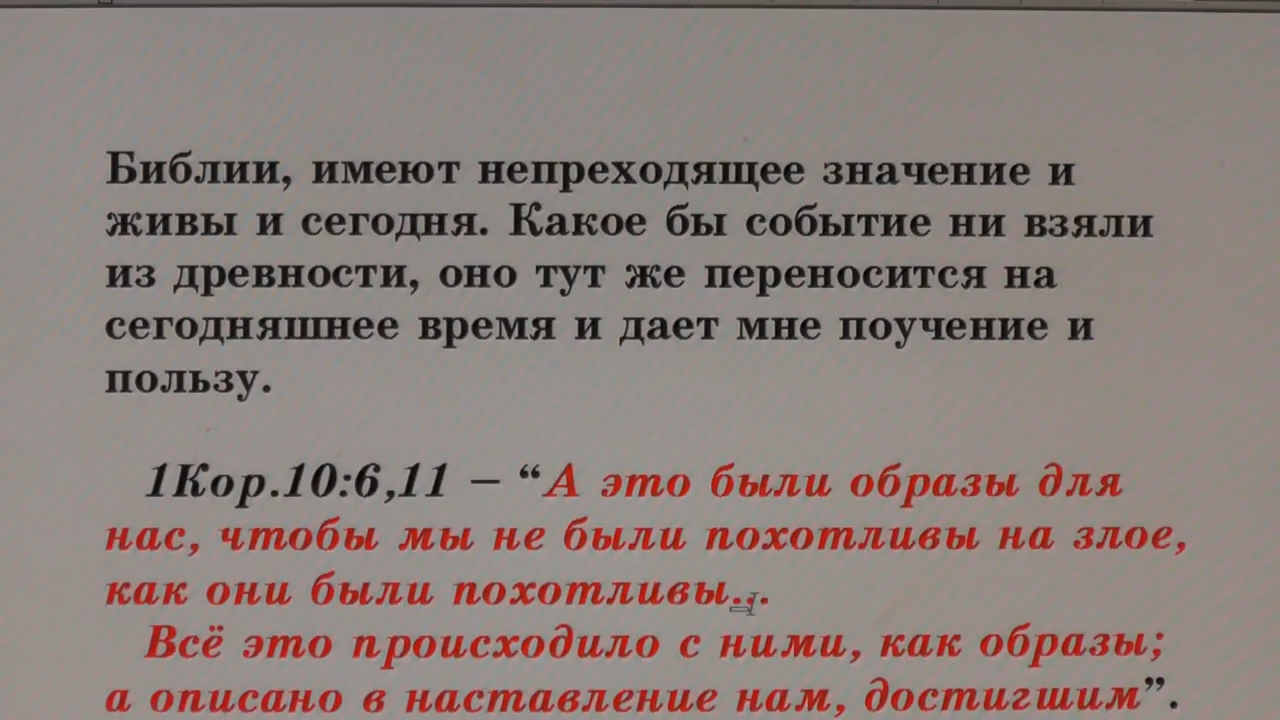 Библии, имеют непреходящее значение и
живы и сегодня. Какое бы событие ни взяли
из древности, оно тут же переносится на
сегодняшнее время и дает мне поучение и
пользу.
1Кор.10:6,11 – “А это были образы для
нас, чтобы мы не были похотливы на злое,
как они были похотливы...
Всё это происходило с ними, как образы;
а описано в наставление нам, достигшим”.